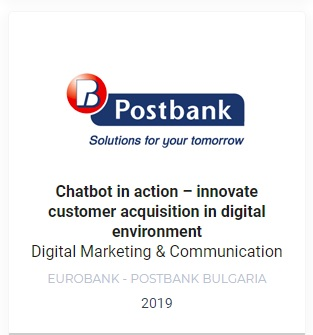 Postbank
Solutions for your tomorrow
Chatbot in action – innovate
customer acquisition in digital
environment
Digital Marketing & Communication
EUROBANK - POSTBANK BULGARIA
2019